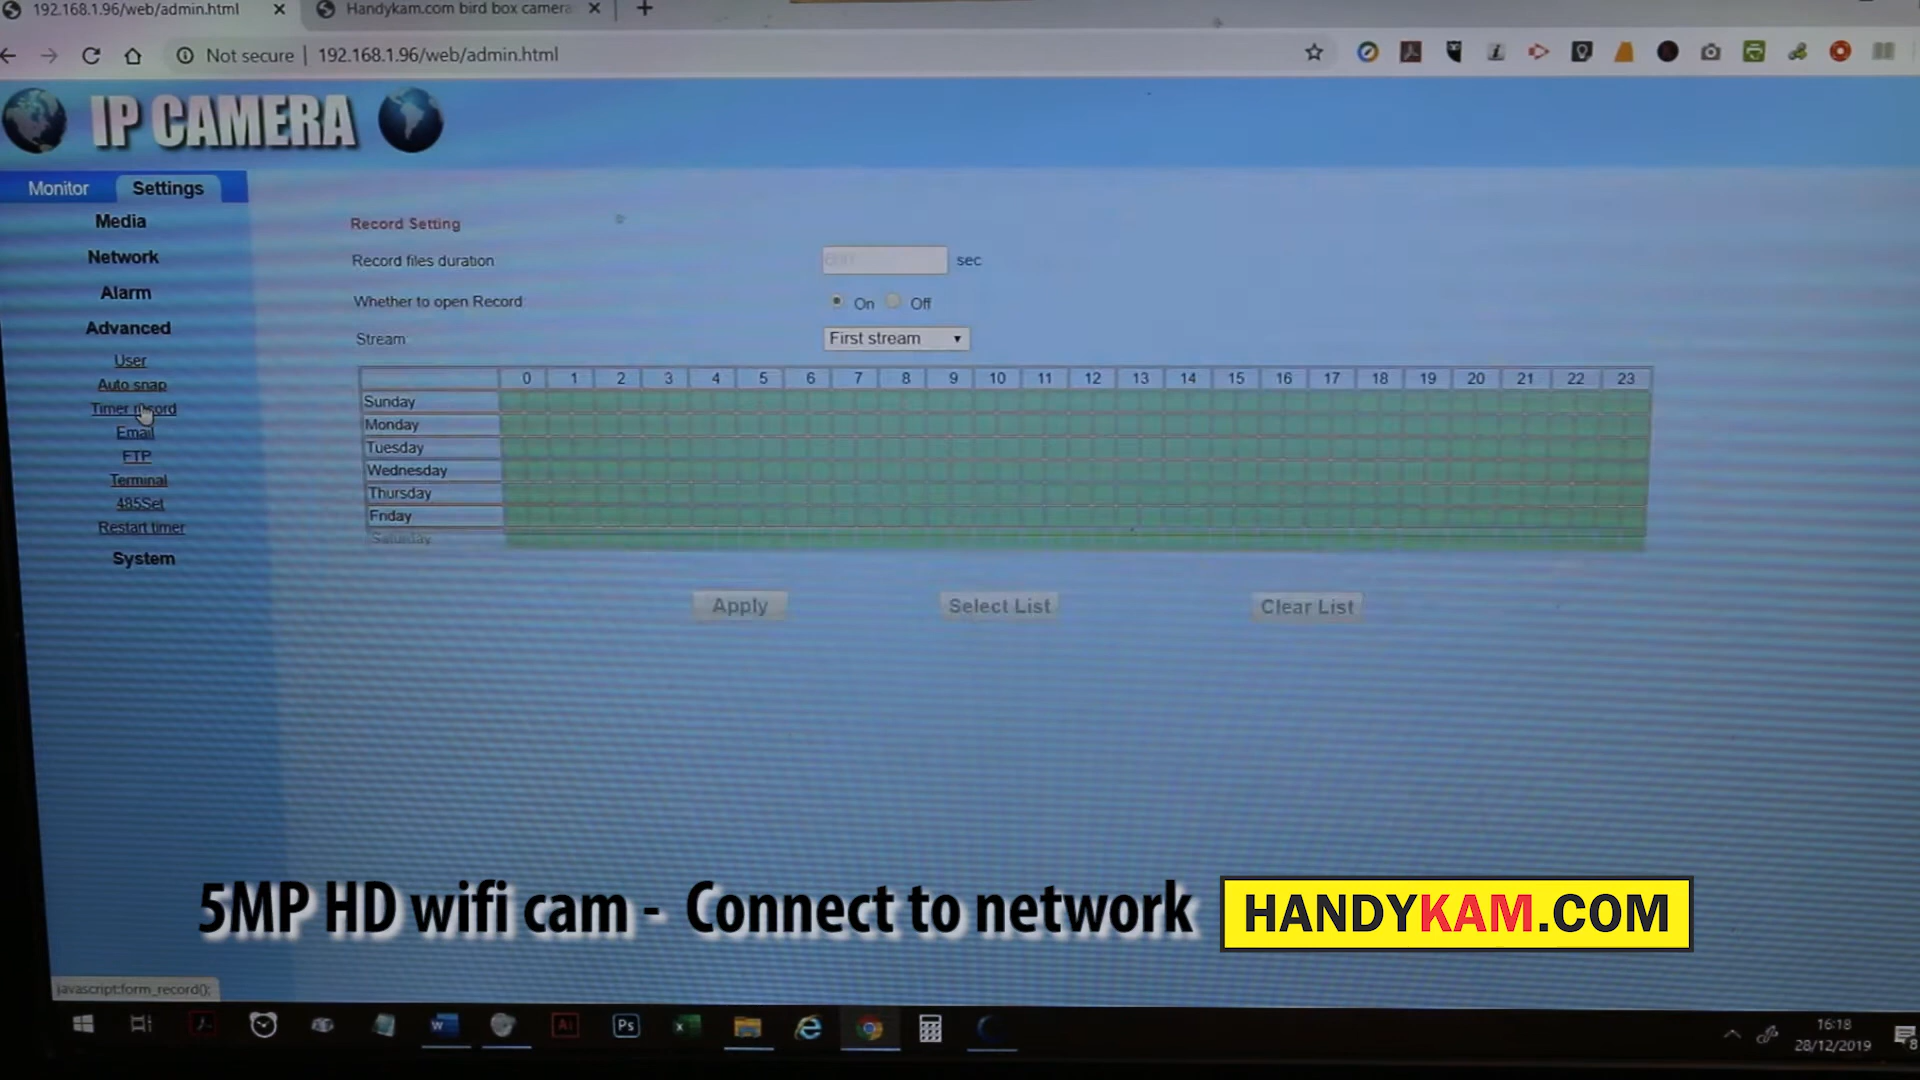 192.168.1.96/web/admin.html
Handykam.com bird box camera
Not secure | 192.168.1.96/web/admin.html
IP CAMERA
Monitor Settings
Media
Network
Alarm
Advanced
User
Auto snap
Timer record
Email
FTP
Terminal
485Set
Restart timer
System
Record Setting
Record files duration
sec
Whether to open Record
On Off
Stream
First stream
0 1 2 3 4 5 6 7 8 9 10 11 12 13 14 15 16 17 18 19 20 21 22 23
Sunday
Monday
Tuesday
Wednesday
Thursday
Friday
Saturday
Apply Select List Clear List
5MP HD wifi cam - Connect to network
HANDYKAM.COM
javascript:form_record();
16:18
28/12/2019
8